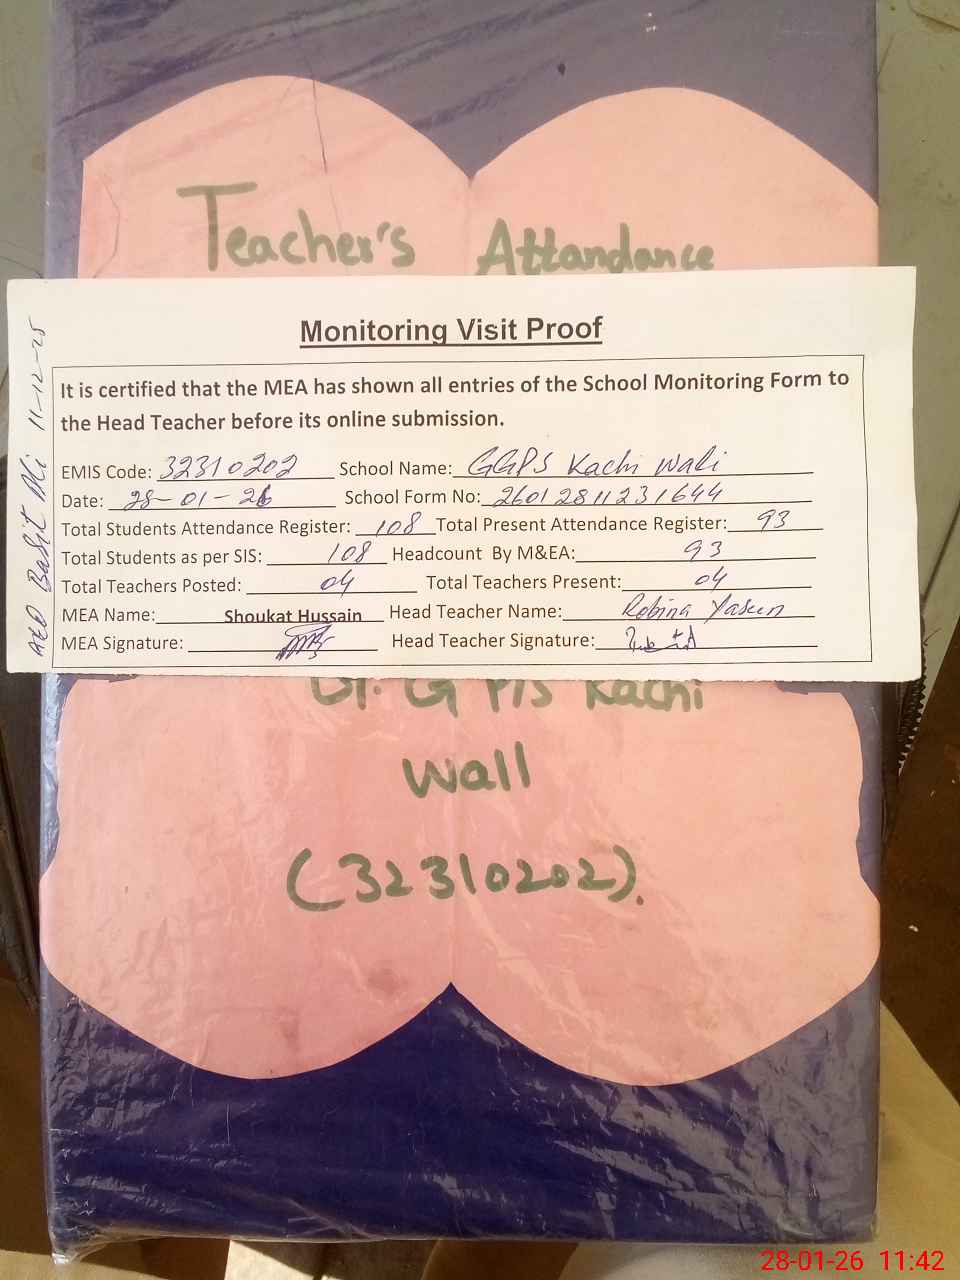 Teacher's Attandance
Monitoring Visit Proof
It is certified that the MEA has shown all entries of the School Monitoring Form to
the Head Teacher before its online submission.
EMIS Code: 32310202 School Name: GGPS Kachi Wali
Date: 28-01-26 School Form No: 26012811231644
Total Students Attendance Register: 108 Total Present Attendance Register: 93
Total Students as per SIS: 108 Headcount By M&EA: 93
Total Teachers Posted: 04 Total Teachers Present: 04
MEA Name: Shoukat Hussain Head Teacher Name: Robina Yaseen
MEA Signature: Head Teacher Signature:
AEO Basit Ali 11-12-25
Gt. G P/S Kachi
Wall
(32310202).
28-01-26 11:42